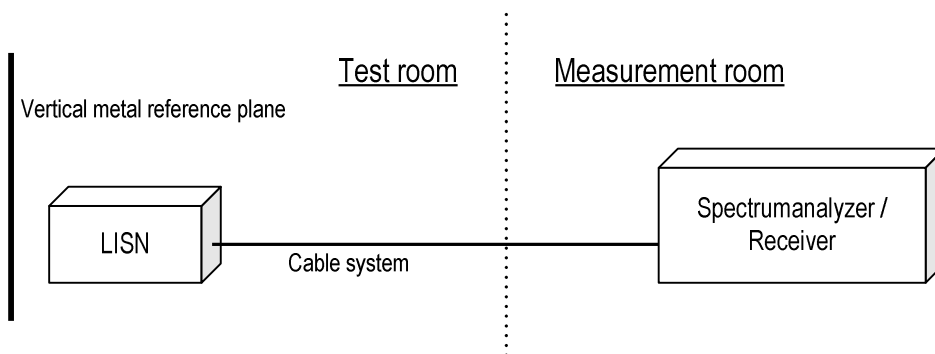 Test room
Measurement room
Vertical metal reference plane
LISN
Spectrumanalyzer /
Receiver
Cable system